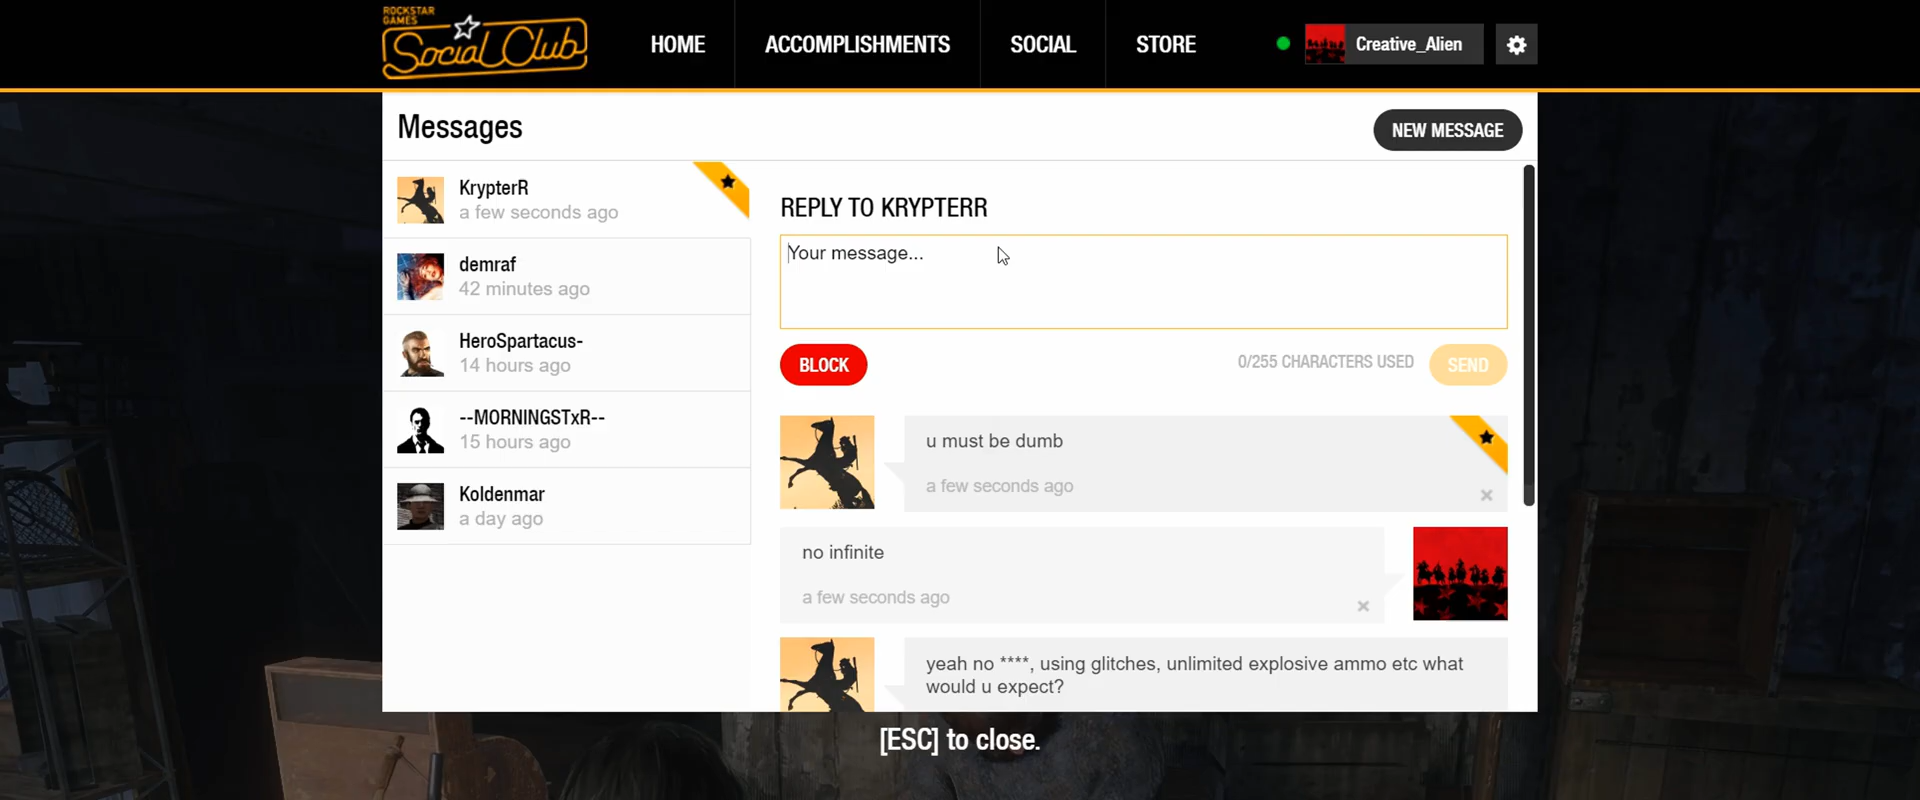 ROCKSTAR
GAMES
Social Club
HOME
ACCOMPLISHMENTS
SOCIAL
STORE
Creative_Alien
Messages
NEW MESSAGE
KrypterR
a few seconds ago
demraf
42 minutes ago
HeroSpartacus-
14 hours ago
--MORNINGSTxR--
15 hours ago
Koldenmar
a day ago
REPLY TO KRYPTERR
Your message...
BLOCK
0/255 CHARACTERS USED
SEND
u must be dumb
a few seconds ago
no infinite
a few seconds ago
yeah no ****, using glitches, unlimited explosive ammo etc what
would u expect?
[ESC] to close.